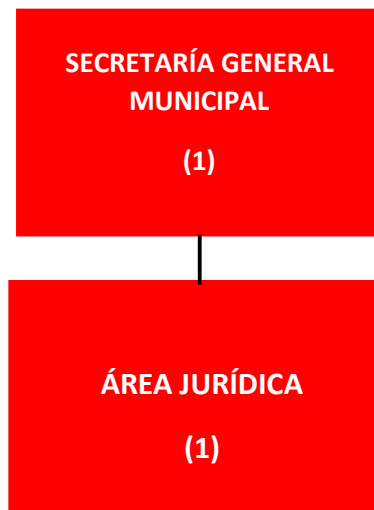 SECRETARÍA GENERAL
MUNICIPAL
(1)
ÁREA JURÍDICA
(1)